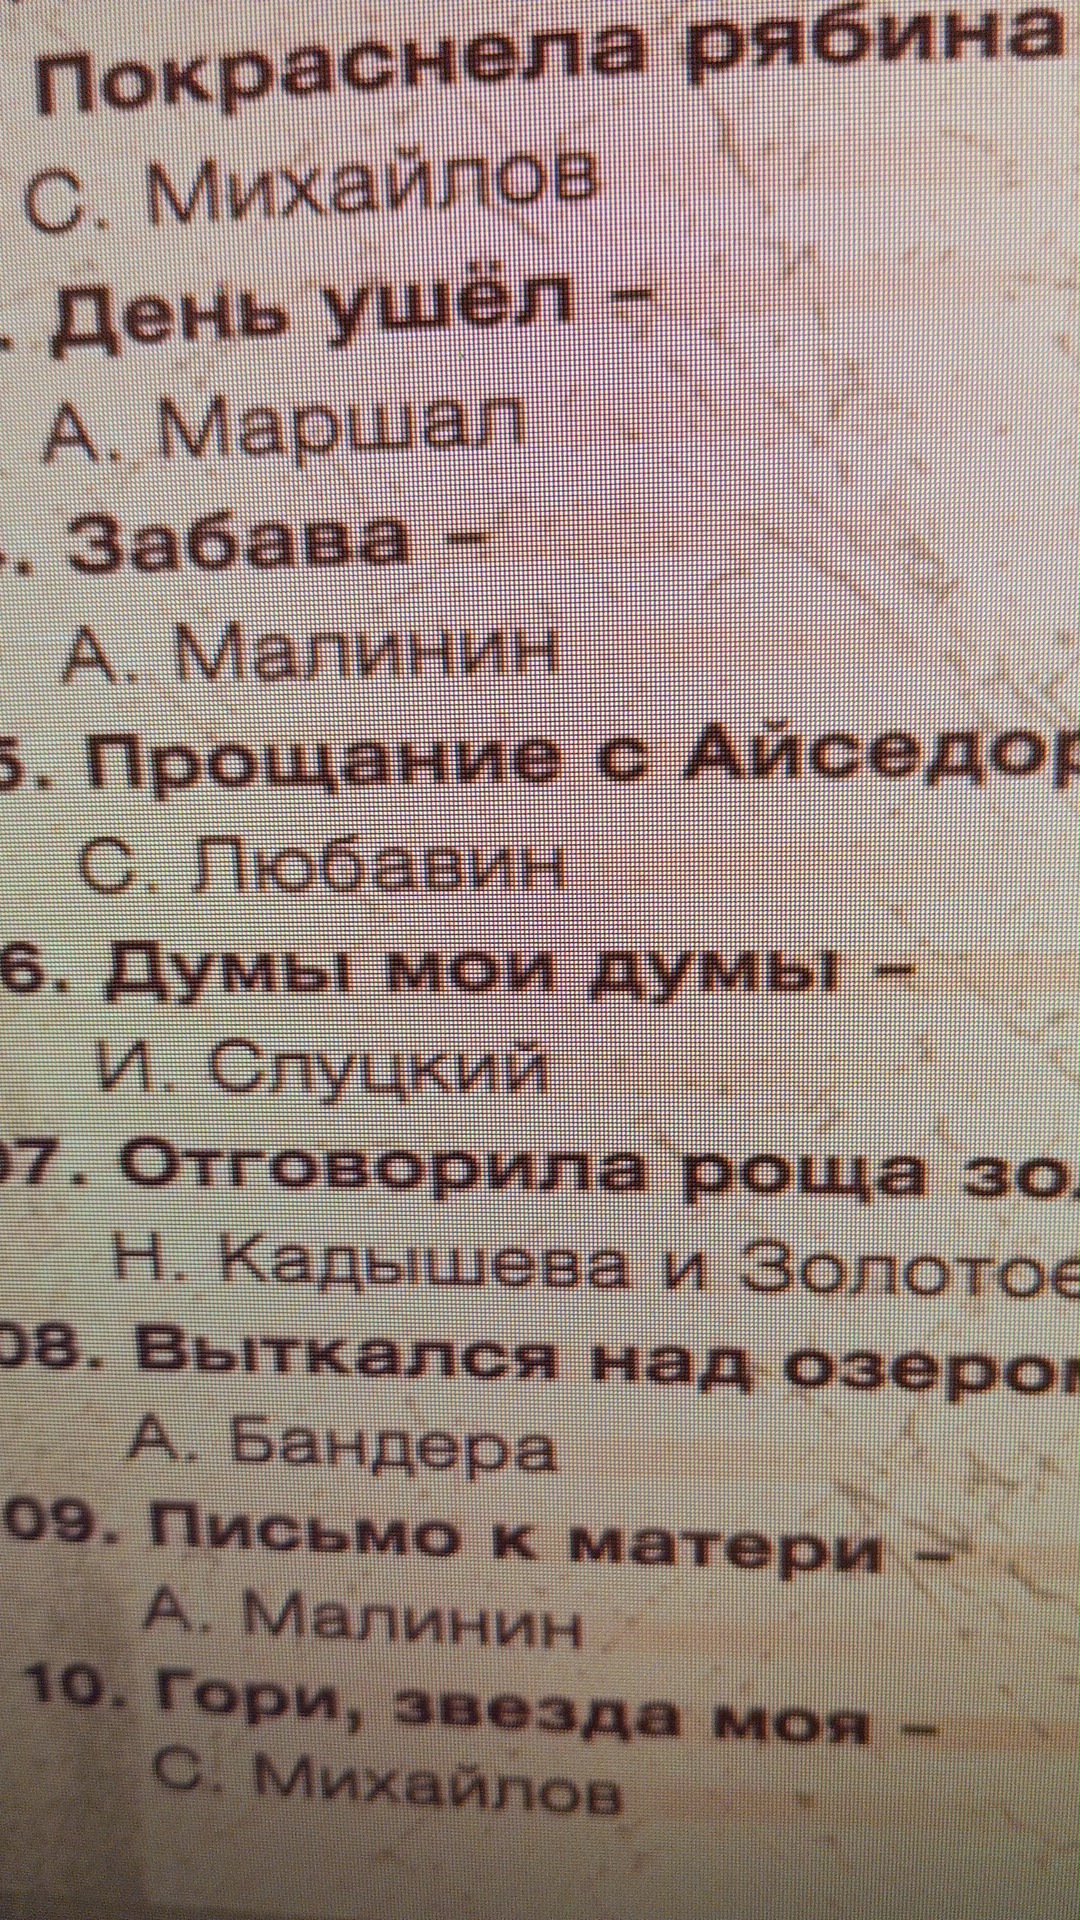 Покраснела рябина
С. Михайлов
. День ушёл –
А. Маршал
. Забава –
А. Малинин
5. Прощание с Айседор
С. Любавин
6. Думы мои думы –
И. Слуцкий
07. Отговорила роща зо
Н. Кадышева и Золотое
08. Выткался над озером
А. Бандера
09. Письмо к матери –
А. Малинин
10. Гори, звезда моя –
С. Михайлов